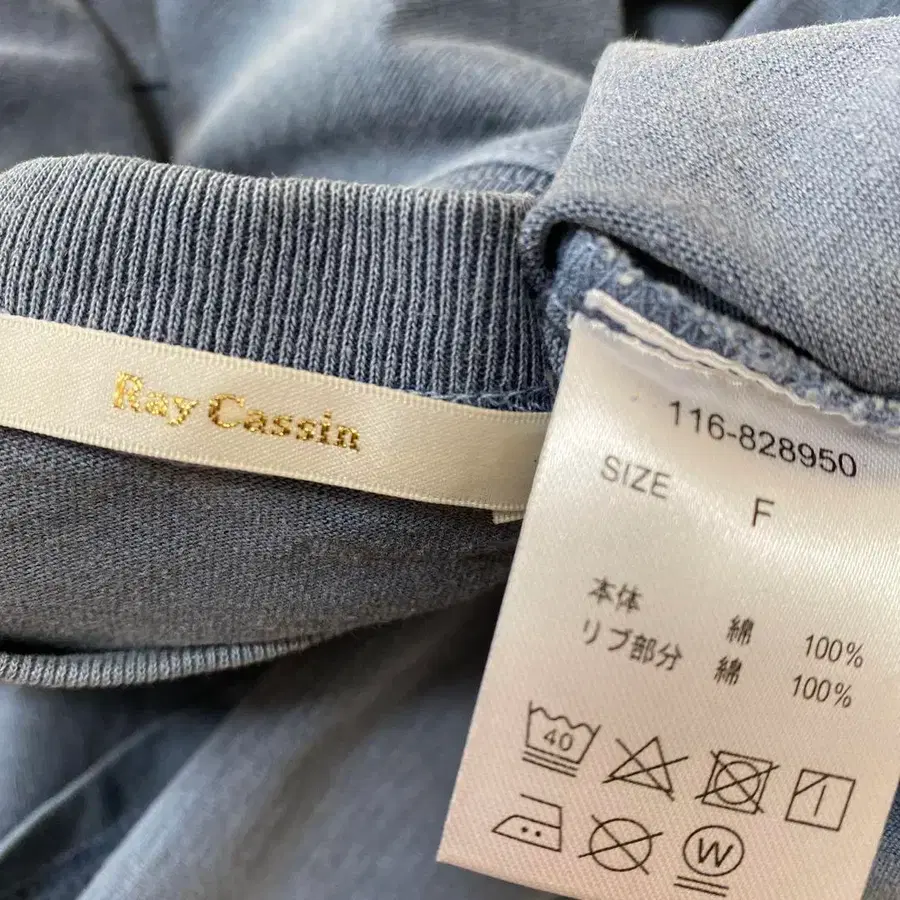 Ray Cassin
116-828950
SIZE F
本体 綿 100%
リブ部分 綿 100%
40
W